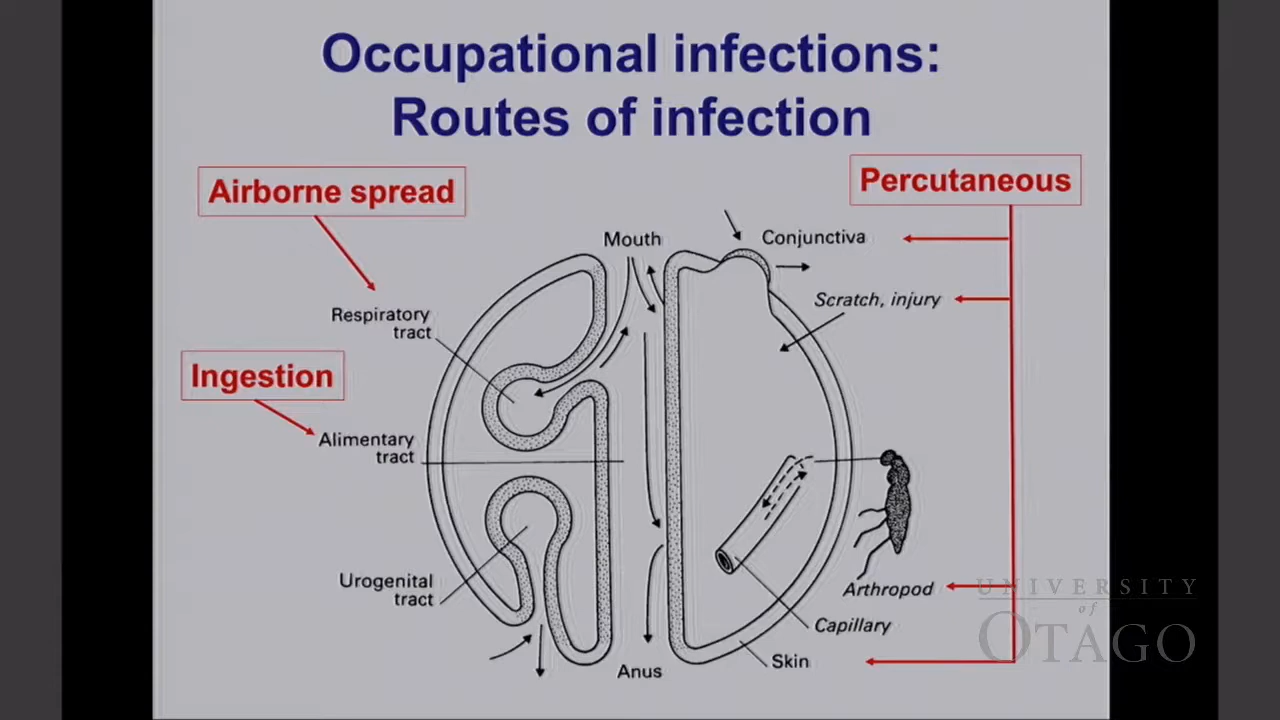 Occupational infections:
Routes of infection
Airborne spread
Percutaneous
Mouth
Conjunctiva
Scratch, injury
Respiratory
tract
Ingestion
Alimentary
tract
Urogenital
tract
Arthropod
Capillary
Skin
Anus
UNIVERSITY
of
OTAGO